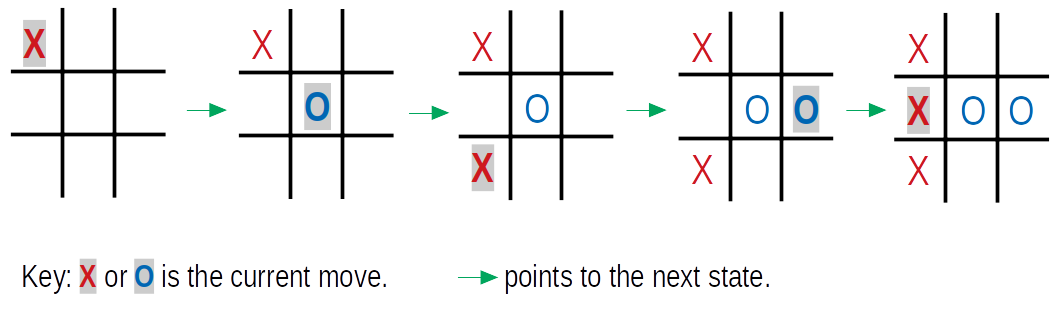 X X X X X
O O O O X O O
X X X
Key: X or O is the current move. points to the next state.